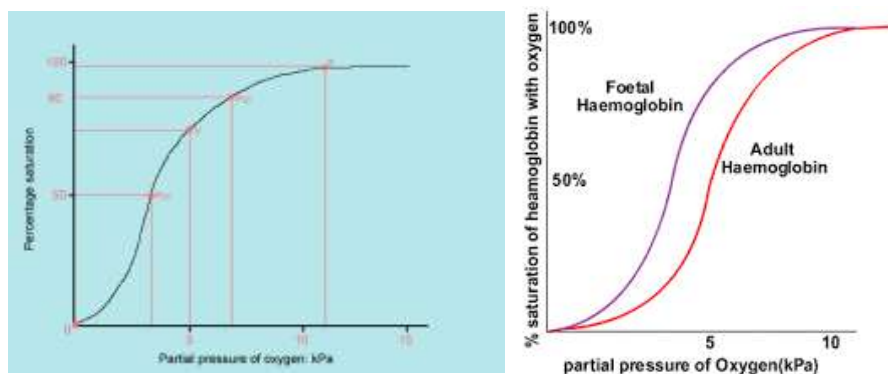 100
90
50
0
Percentage saturation
5
10
15
Partial pressure of oxygen: kPa
100%
50%
Foetal
Haemoglobin
Adult
Haemoglobin
% saturation of heamoglobin with oxygen
5
10
partial pressure of Oxygen(kPa)